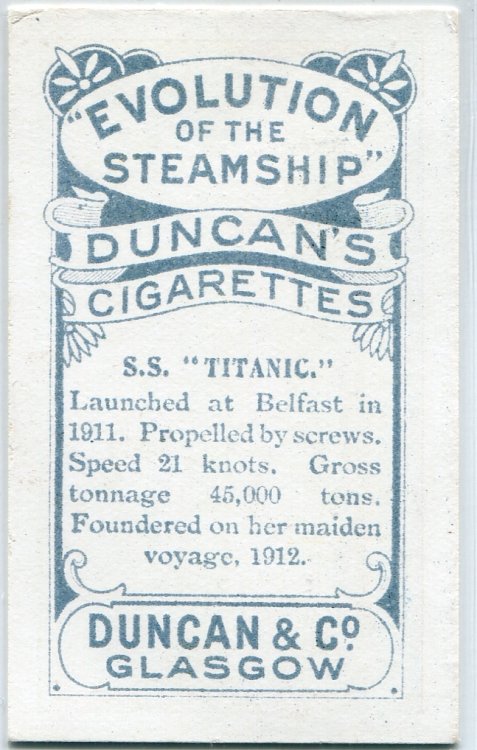 "EVOLUTION
OF THE
STEAMSHIP"
DUNCAN'S
CIGARETTES
S.S. "TITANIC."
Launched at Belfast in
1911. Propelled by screws.
Speed 21 knots. Gross
tonnage 45,000 tons.
Foundered on her maiden
voyage, 1912.
DUNCAN & Co.
GLASGOW